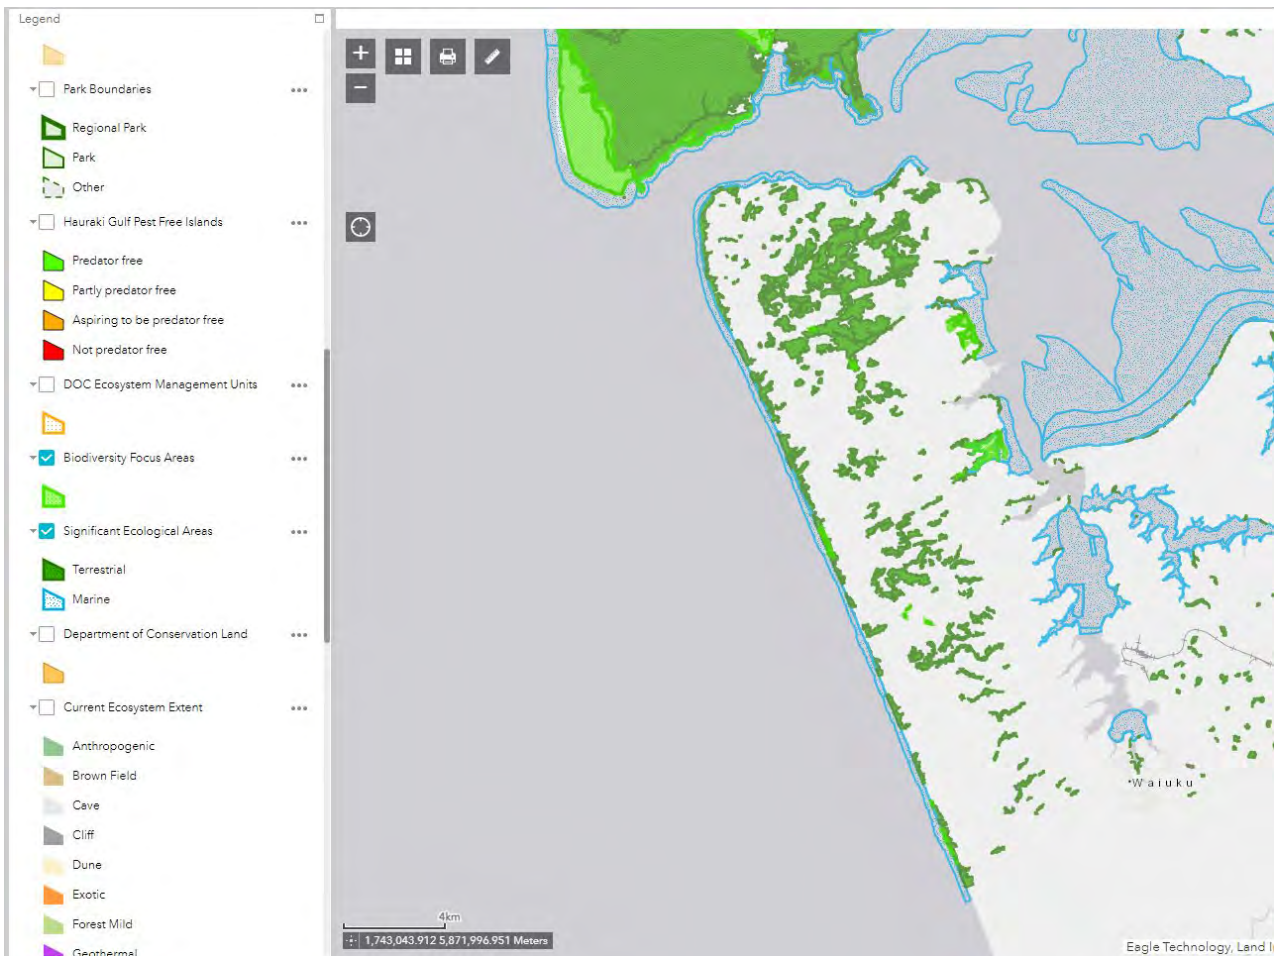 Legend
Park Boundaries
Regional Park
Park
Other
Hauraki Gulf Pest Free Islands
Predator free
Partly predator free
Aspiring to be predator free
Not predator free
DOC Ecosystem Management Units
Biodiversity Focus Areas
Significant Ecological Areas
Terrestrial
Marine
Department of Conservation Land
Current Ecosystem Extent
Anthropogenic
Brown Field
Cave
Cliff
Dune
Exotic
Forest Mild
Geothermal
Waiuku
4km
1,743,043.912 5,871,996.951 Meters
Eagle Technology, Land I